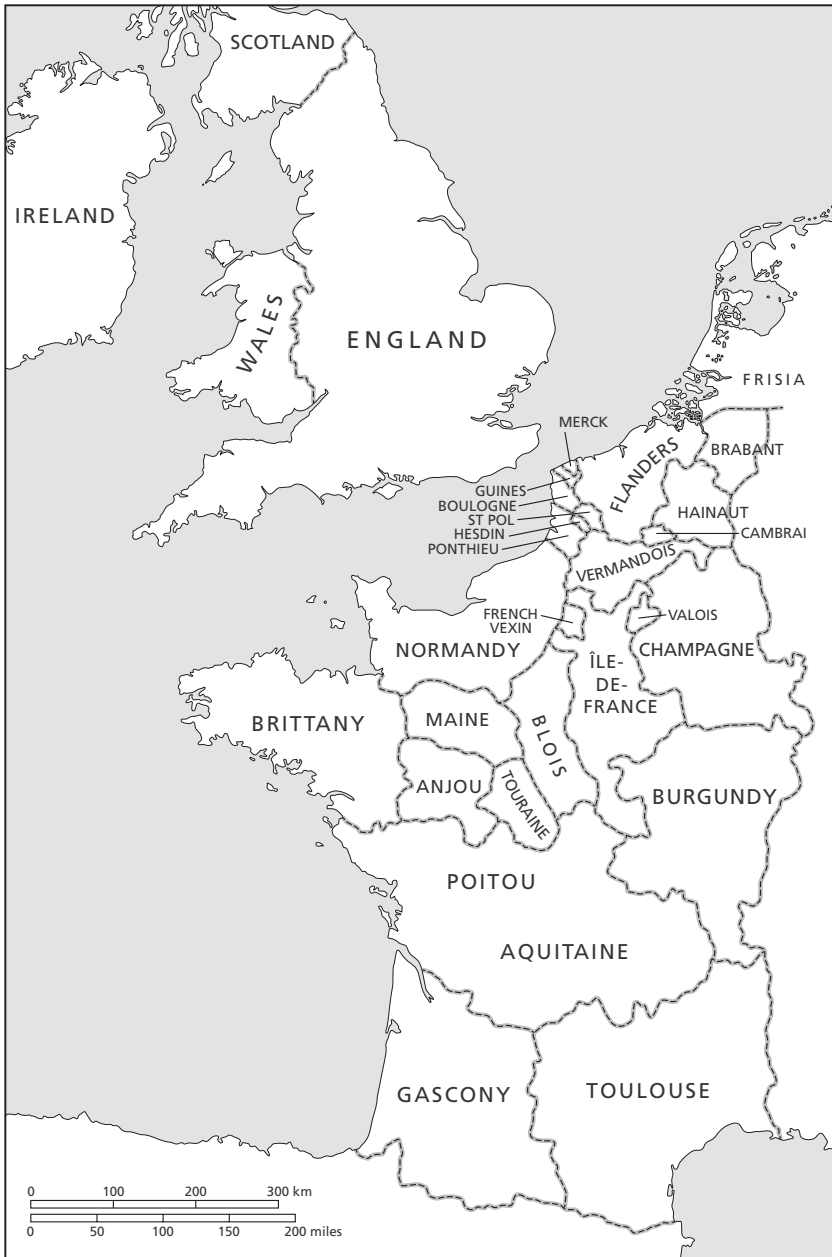 SCOTLAND
IRELAND
WALES
ENGLAND
FRISIA
MERCK
BRABANT
FLANDERS
GUINES
BOULOGNE
ST POL
HESDIN
PONTHIEU
HAINAUT
CAMBRAI
VERMANDOIS
FRENCH
VEXIN
VALOIS
NORMANDY
CHAMPAGNE
ÎLE-
DE-
FRANCE
BRITTANY
MAINE
BLOIS
ANJOU
TOURAINE
BURGUNDY
POITOU
AQUITAINE
GASCONY
TOULOUSE
0 100 200 300 km
0 50 100 150 200 miles